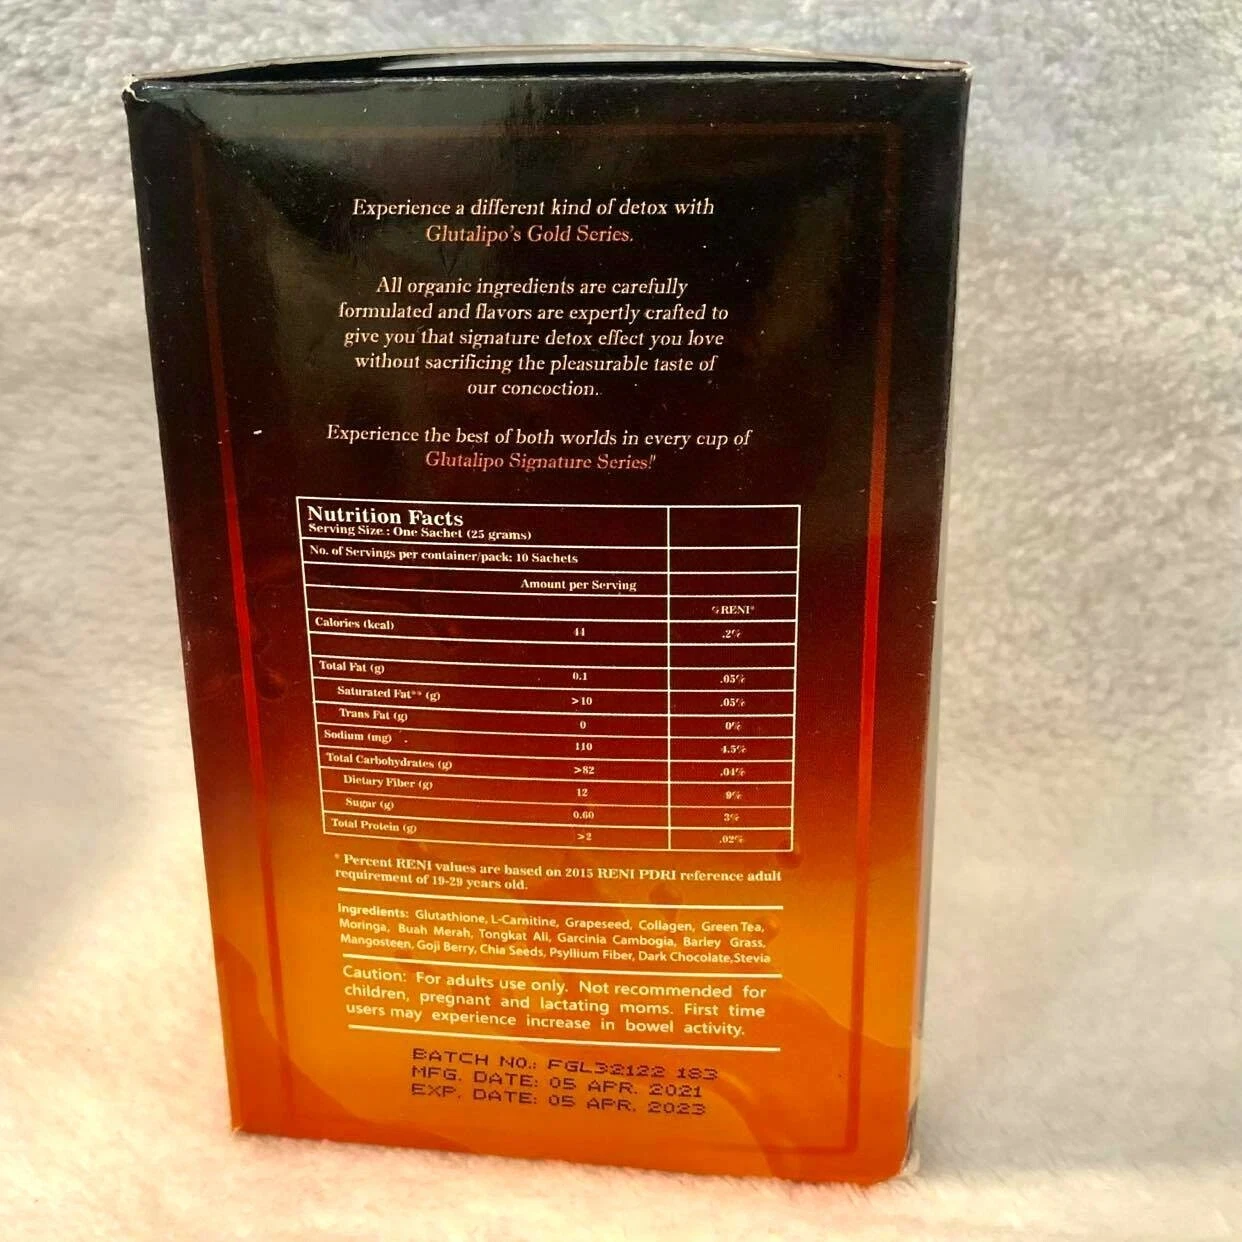 Experience a different kind of detox with
Glutalipo's Gold Series.
All organic ingredients are carefully
formulated and flavors are expertly crafted to
give you that signature detox effect you love
without sacrificing the pleasurable taste of
our concoction.
Experience the best of both worlds in every cup of
Glutalipo Signature Series!"
Nutrition Facts
Serving Size : One Sachet (25 grams)
No. of Servings per container/pack: 10 Sachets
Amount per Serving
%RENI*
Calories (kcal) 44 .2%
Total Fat (g) 0.1 .05%
Saturated Fat** (g) >10 .05%
Trans Fat (g) 0 0%
Sodium (mg) 110 4.5%
Total Carbohydrates (g) >82 .04%
Dietary Fiber (g) 12 9%
Sugar (g) 0.60 3%
Total Protein (g) >2 .02%
* Percent RENI values are based on 2015 RENI PDRI reference adult
requirement of 19-29 years old.
Ingredients: Glutathione, L-Carnitine, Grapeseed, Collagen, Green Tea,
Moringa, Buah Merah, Tongkat Ali, Garcinia Cambogia, Barley Grass,
Mangosteen, Goji Berry, Chia Seeds, Psyllium Fiber, Dark Chocolate, Stevia
Caution: For adults use only. Not recommended for
children, pregnant and lactating moms. First time
users may experience increase in bowel activity.
BATCH NO.: FGL32122 183
MFG. DATE: 05 APR. 2021
EXP. DATE: 05 APR. 2023